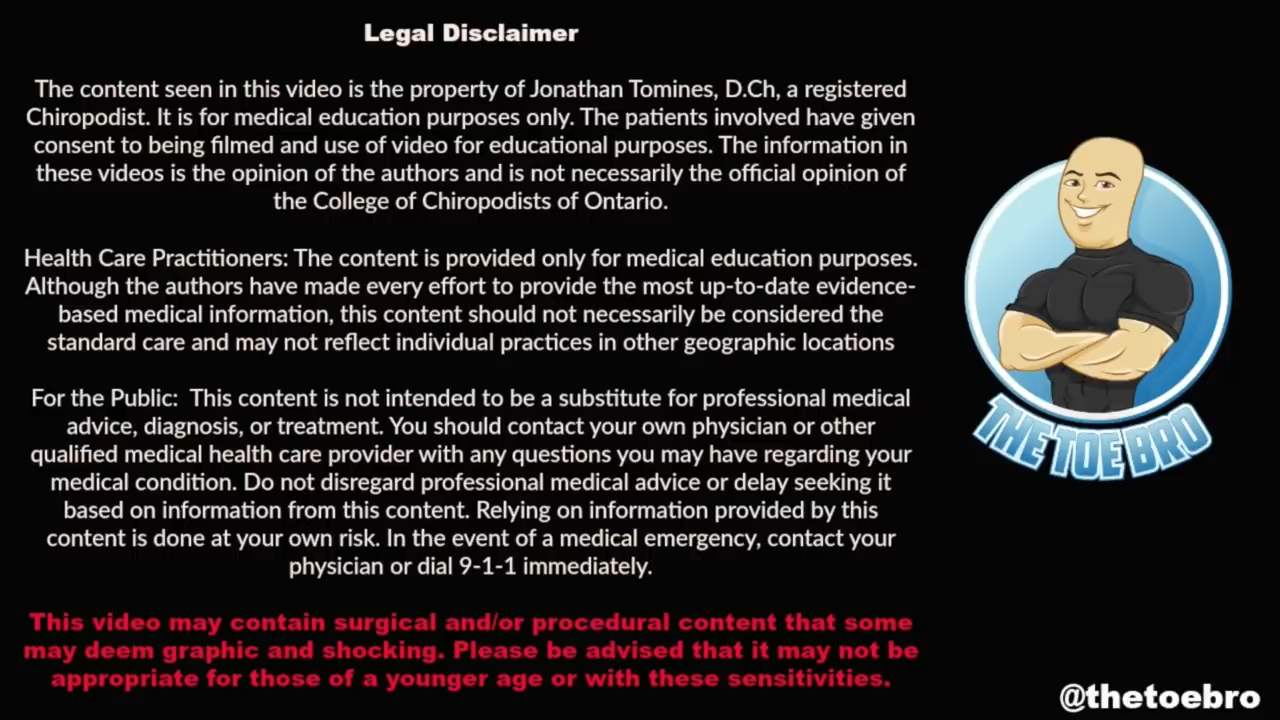 Legal Disclaimer
The content seen in this video is the property of Jonathan Tomines, D.Ch, a registered
Chiropodist. It is for medical education purposes only. The patients involved have given
consent to being filmed and use of video for educational purposes. The information in
these videos is the opinion of the authors and is not necessarily the official opinion of
the College of Chiropodists of Ontario.
Health Care Practitioners: The content is provided only for medical education purposes.
Although the authors have made every effort to provide the most up-to-date evidence-
based medical information, this content should not necessarily be considered the
standard care and may not reflect individual practices in other geographic locations
For the Public: This content is not intended to be a substitute for professional medical
advice, diagnosis, or treatment. You should contact your own physician or other
qualified medical health care provider with any questions you may have regarding your
medical condition. Do not disregard professional medical advice or delay seeking it
based on information from this content. Relying on information provided by this
content is done at your own risk. In the event of a medical emergency, contact your
physician or dial 9-1-1 immediately.
This video may contain surgical and/or procedural content that some
may deem graphic and shocking. Please be advised that it may not be
appropriate for those of a younger age or with these sensitivities.
THE TOE BRO
@thetoebro